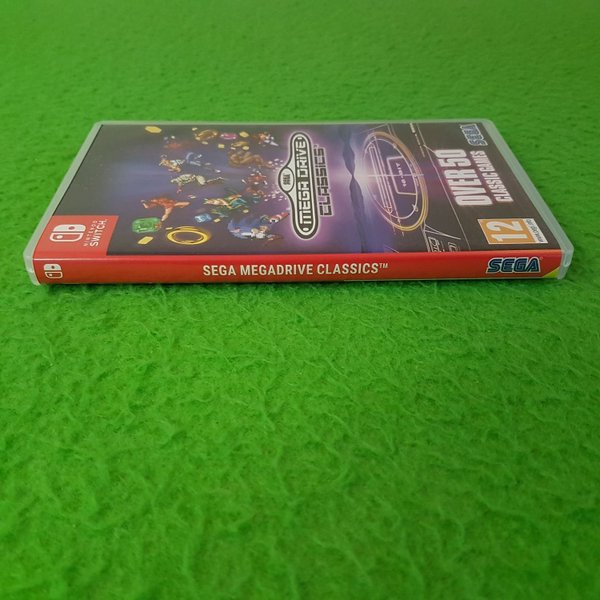 NINTENDO
SWITCH
SEGA
MEGA DRIVE
CLASSICS
SEGA
OVER 50
CLASSIC GAMES
12
SEGA MEGADRIVE CLASSICS™
SEGA